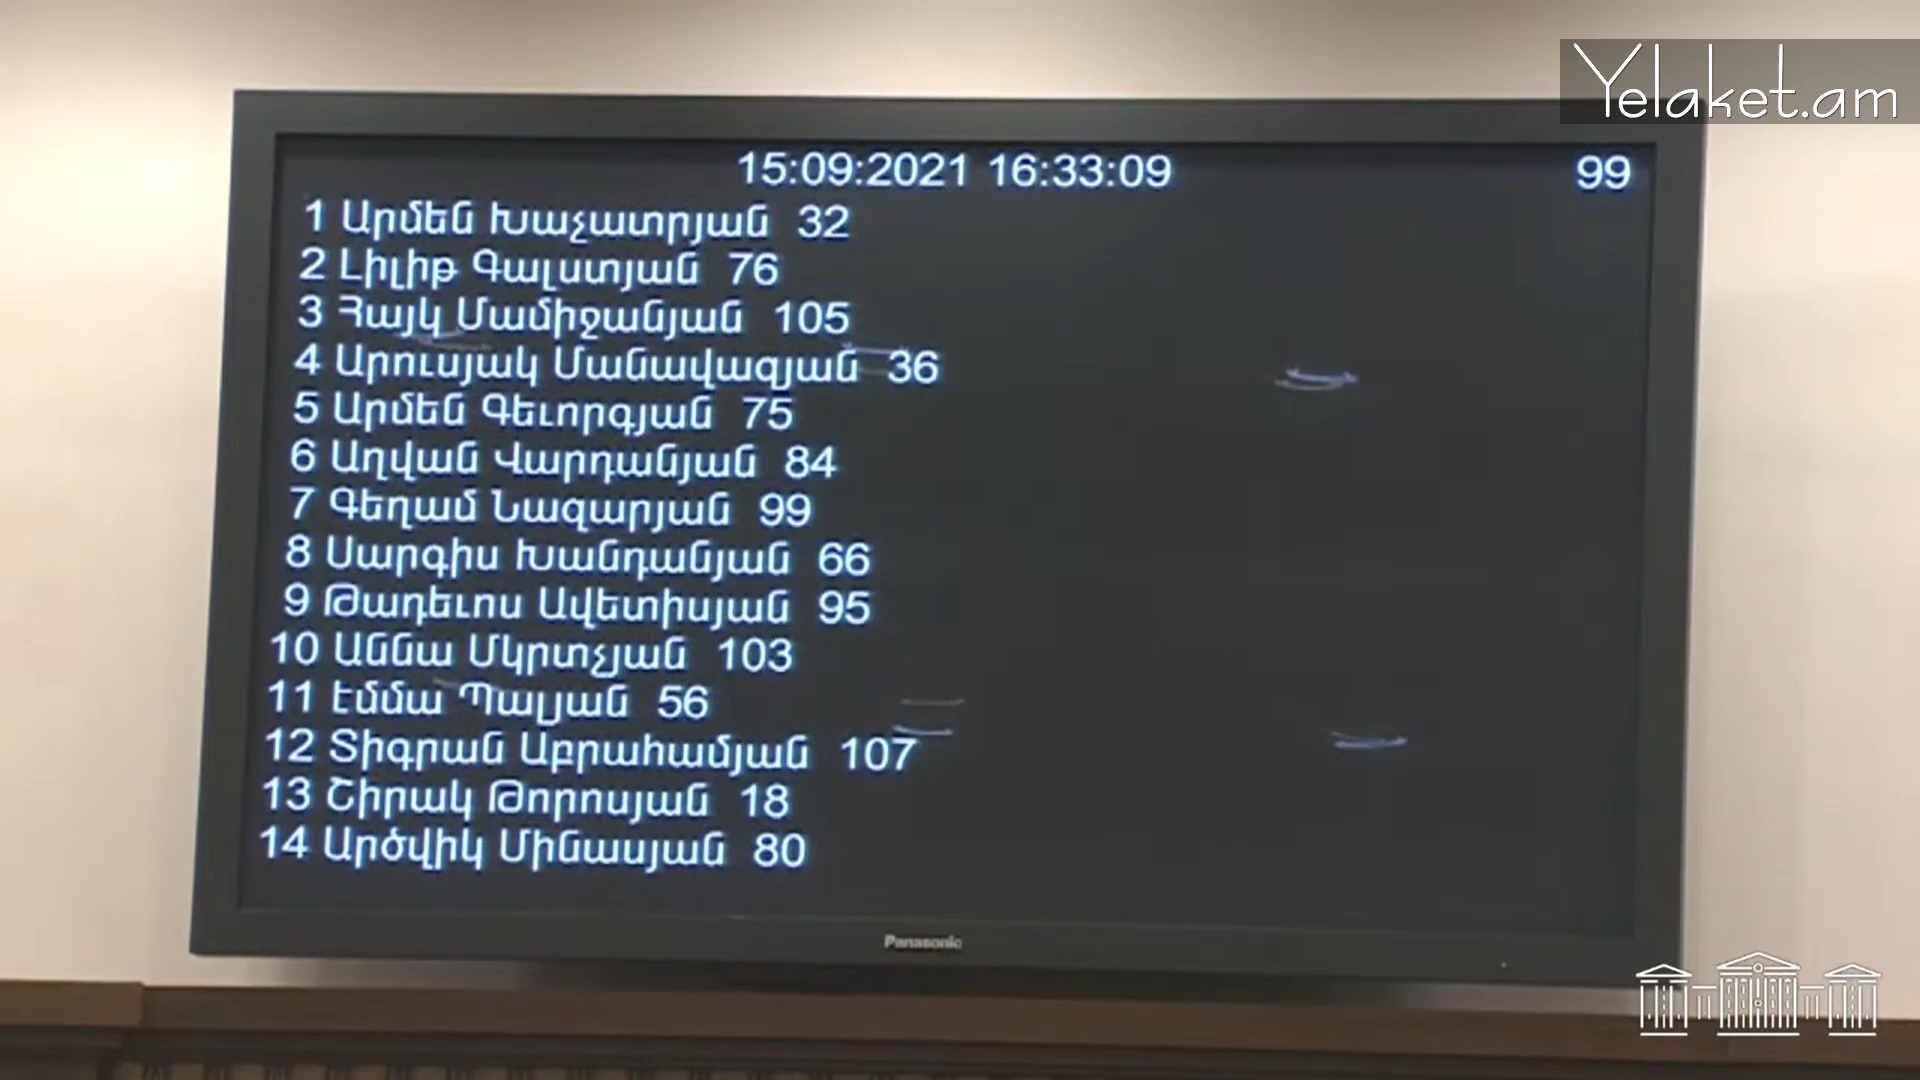 Yelaket.am
15:09:2021 16:33:09 99
1 Արմեն Խաչատրյան 32
2 Լիլիթ Գալստյան 76
3 Հայկ Մամիջանյան 105
4 Արուսյակ Մանավազյան 36
5 Արմեն Գեւորգյան 75
6 Աղվան Վարդանյան 84
7 Գեղամ Նազարյան 99
8 Սարգիս Խանդանյան 66
9 Թադեւոս Ավետիսյան 95
10 Աննա Մկրտչյան 103
11 Էմմա Պալյան 56
12 Տիգրան Աբրահամյան 107
13 Շիրակ Թորոսյան 18
14 Արծվիկ Մինասյան 80
Panasonic